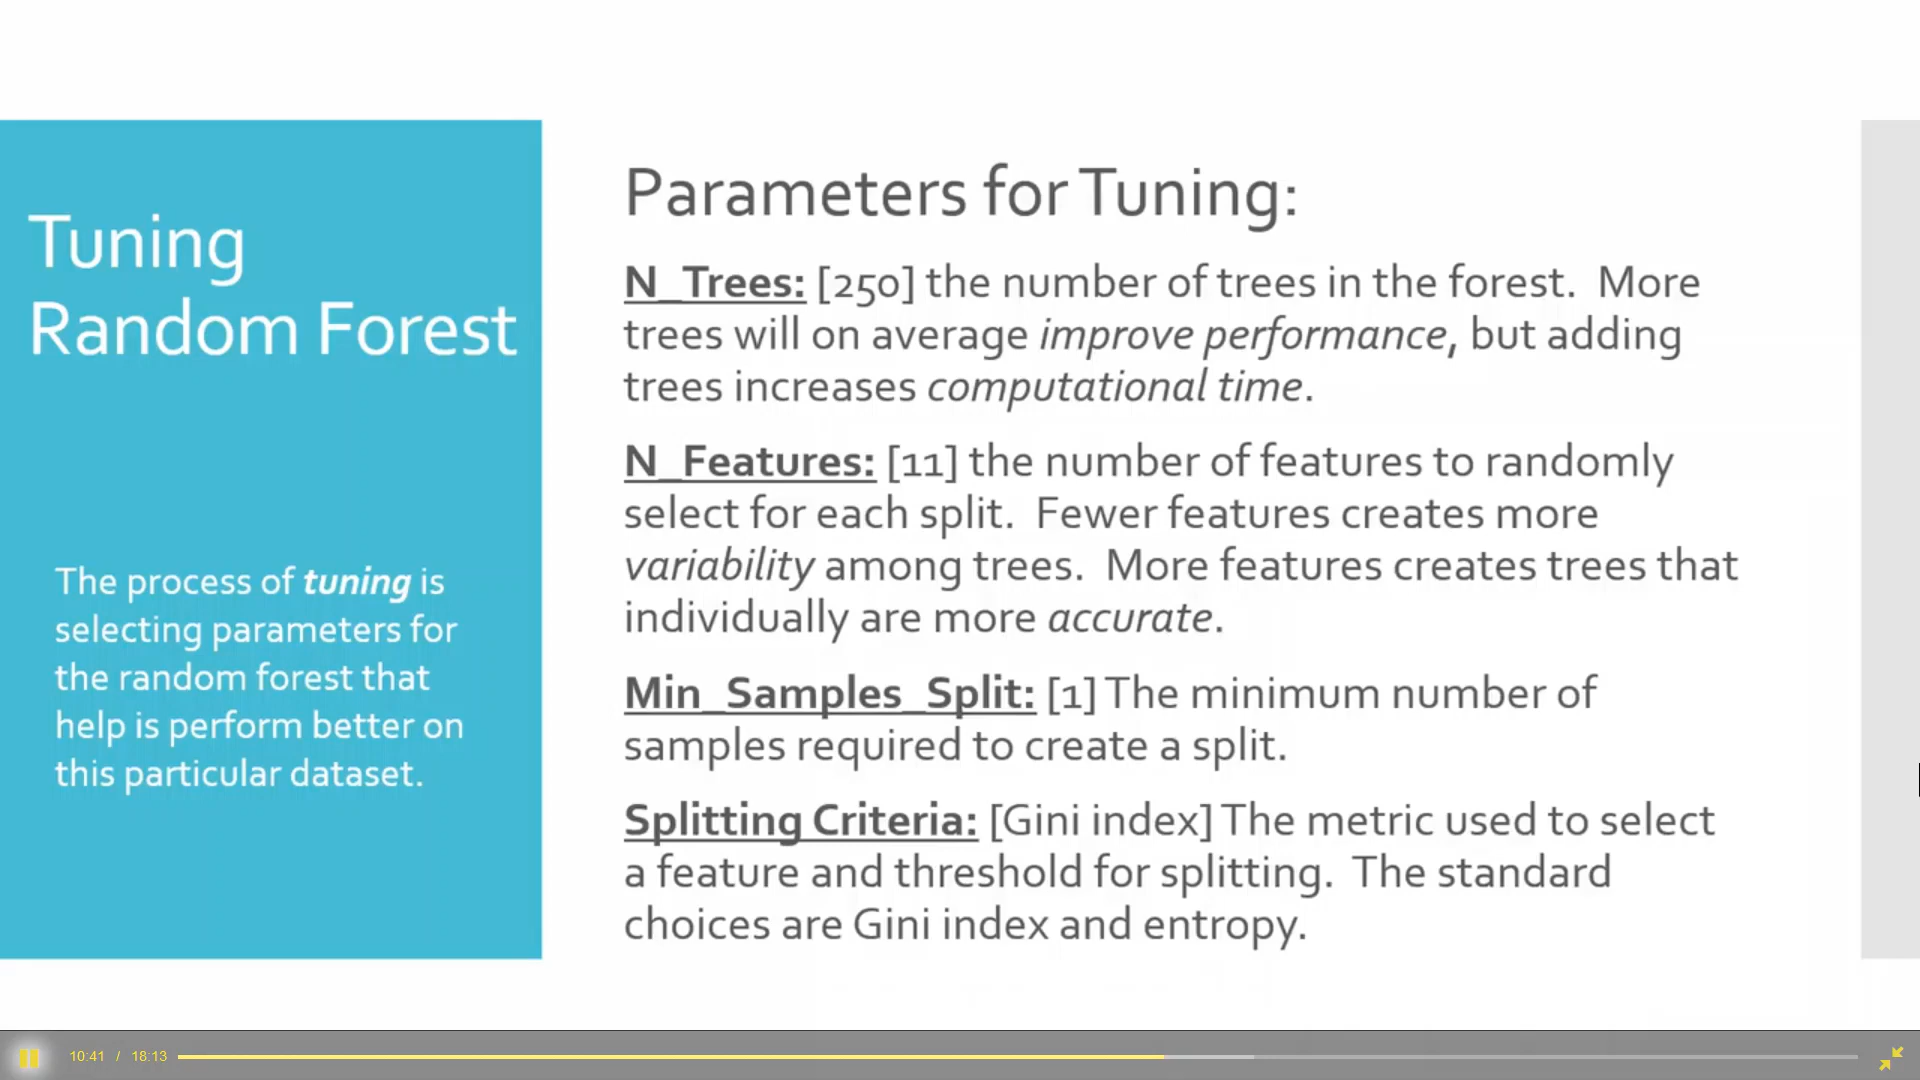 Tuning
Random Forest
The process of tuning is
selecting parameters for
the random forest that
help is perform better on
this particular dataset.
Parameters for Tuning:
N_Trees: [250] the number of trees in the forest.  More
trees will on average improve performance, but adding
trees increases computational time.
N_Features: [11] the number of features to randomly
select for each split.  Fewer features creates more
variability among trees.  More features creates trees that
individually are more accurate.
Min_Samples_Split: [1] The minimum number of
samples required to create a split.
Splitting Criteria: [Gini index] The metric used to select
a feature and threshold for splitting.  The standard
choices are Gini index and entropy.
10:41 / 18:13